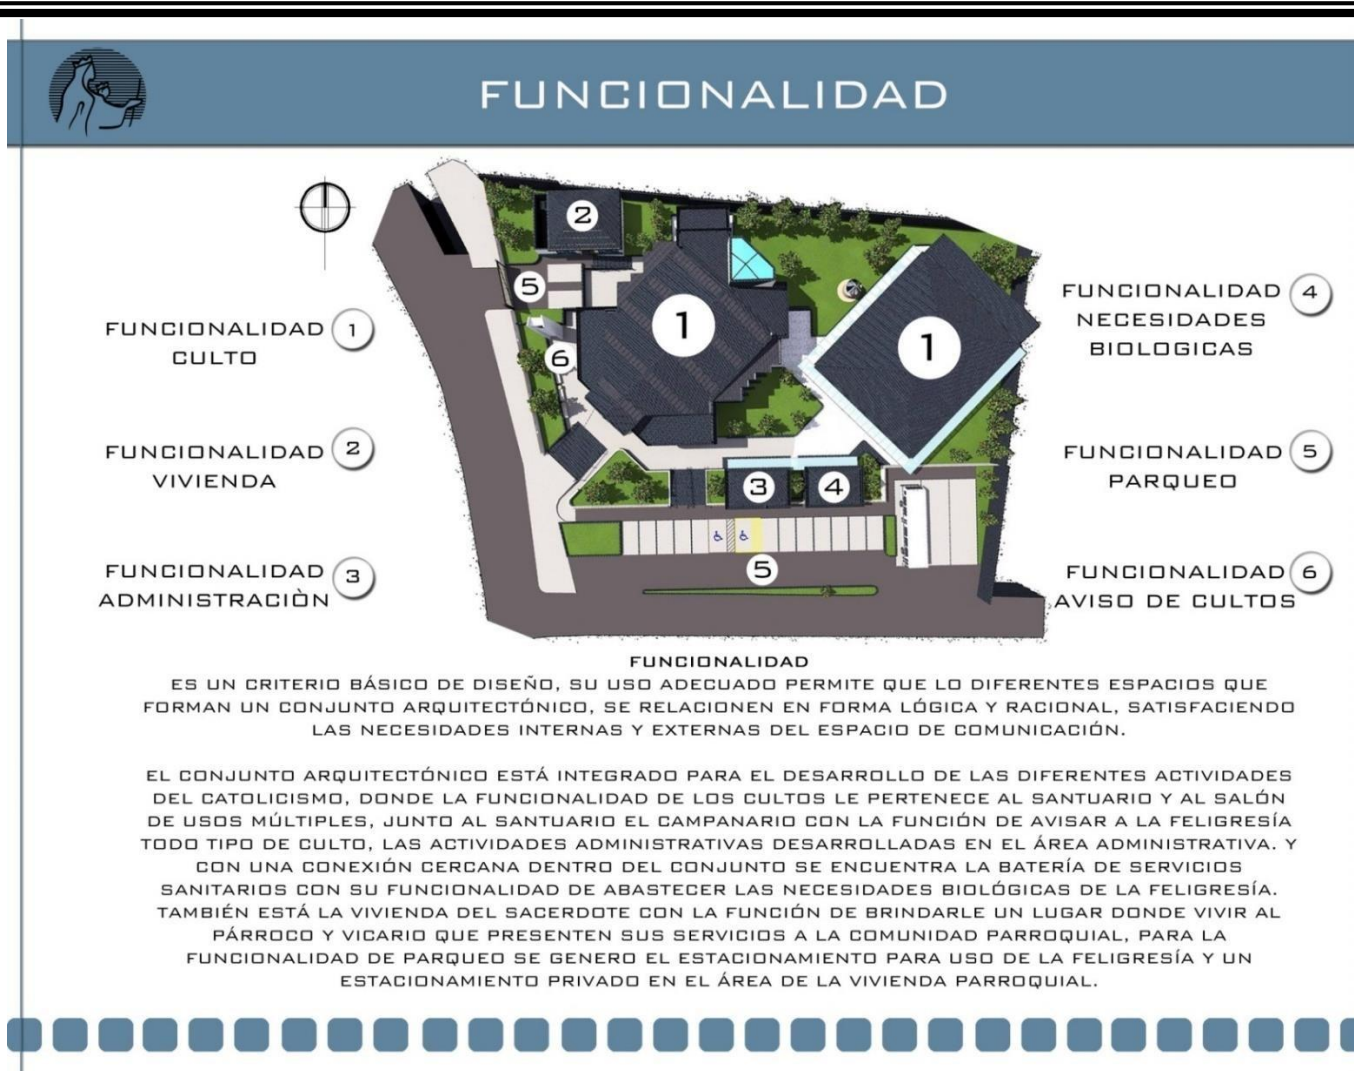 FUNCIONALIDAD
FUNCIONALIDAD 1
CULTO
FUNCIONALIDAD 2
VIVIENDA
FUNCIONALIDAD 3
ADMINISTRACIÒN
2
5
1
6
1
3
4
5
FUNCIONALIDAD 4
NECESIDADES
BIOLOGICAS
FUNCIONALIDAD 5
PARQUEO
FUNCIONALIDAD 6
AVISO DE CULTOS
FUNCIONALIDAD
ES UN CRITERIO BÁSICO DE DISEÑO, SU USO ADECUADO PERMITE QUE LO DIFERENTES ESPACIOS QUE
FORMAN UN CONJUNTO ARQUITECTÓNICO, SE RELACIONEN EN FORMA LÓGICA Y RACIONAL, SATISFACIENDO
LAS NECESIDADES INTERNAS Y EXTERNAS DEL ESPACIO DE COMUNICACIÓN.
EL CONJUNTO ARQUITECTÓNICO ESTÁ INTEGRADO PARA EL DESARROLLO DE LAS DIFERENTES ACTIVIDADES
DEL CATOLICISMO, DONDE LA FUNCIONALIDAD DE LOS CULTOS LE PERTENECE AL SANTUARIO Y AL SALÓN
DE USOS MÚLTIPLES, JUNTO AL SANTUARIO EL CAMPANARIO CON LA FUNCIÓN DE AVISAR A LA FELIGRESÍA
TODO TIPO DE CULTO, LAS ACTIVIDADES ADMINISTRATIVAS DESARROLLADAS EN EL ÁREA ADMINISTRATIVA. Y
CON UNA CONEXIÓN CERCANA DENTRO DEL CONJUNTO SE ENCUENTRA LA BATERÍA DE SERVICIOS
SANITARIOS CON SU FUNCIONALIDAD DE ABASTECER LAS NECESIDADES BIOLÓGICAS DE LA FELIGRESÍA.
TAMBIÉN ESTÁ LA VIVIENDA DEL SACERDOTE CON LA FUNCIÓN DE BRINDARLE UN LUGAR DONDE VIVIR AL
PÁRROCO Y VICARIO QUE PRESENTEN SUS SERVICIOS A LA COMUNIDAD PARROQUIAL, PARA LA
FUNCIONALIDAD DE PARQUEO SE GENERO EL ESTACIONAMIENTO PARA USO DE LA FELIGRESÍA Y UN
ESTACIONAMIENTO PRIVADO EN EL ÁREA DE LA VIVIENDA PARROQUIAL.